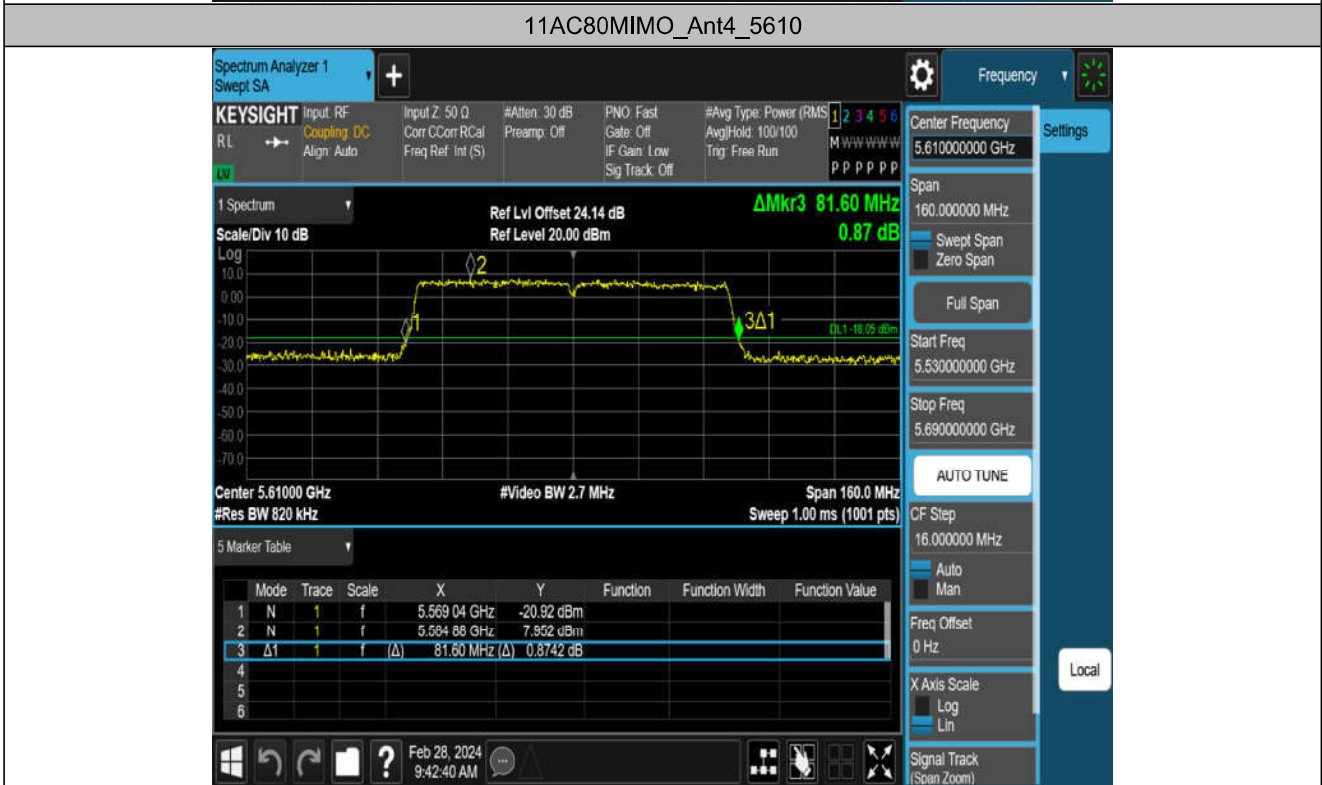 11AC80MIMO_Ant4_5610
Spectrum Analyzer 1
Swept SA
Frequency
KEYSIGHT
RL
LXI
Input: RF
Coupling: DC
Align: Auto
Input Z: 50 Ω
Corr CCorr RCal
Freq Ref: Int (S)
#Atten: 30 dB
Preamp: Off
PNO: Fast
Gate: Off
IF Gain: Low
Sig Track: Off
#Avg Type: Power (RMS
Avg|Hold: 100/100
Trig: Free Run
1 2 3 4 5 6
M W W W W W
P P P P P P
1 Spectrum
Scale/Div 10 dB
Ref Lvl Offset 24.14 dB
Ref Level 20.00 dBm
ΔMkr3 81.60 MHz
0.87 dB
Log
10.0
0.00
-10.0
-20.0
-30.0
-40.0
-50.0
-60.0
-70.0
2
1
3Δ1
DL1 -18.05 dBm
Center 5.61000 GHz
#Res BW 820 kHz
#Video BW 2.7 MHz
Span 160.0 MHz
Sweep 1.00 ms (1001 pts)
5 Marker Table
Mode Trace Scale X Y Function Function Width Function Value
1 N 1 f 5.569 04 GHz -20.92 dBm
2 N 1 f 5.584 88 GHz 7.952 dBm
3 Δ1 1 f (Δ) 81.60 MHz (Δ) 0.8742 dB
4
5
6
Feb 28, 2024
9:42:40 AM
Center Frequency
5.610000000 GHz
Settings
Span
160.000000 MHz
Swept Span
Zero Span
Full Span
Start Freq
5.530000000 GHz
Stop Freq
5.690000000 GHz
AUTO TUNE
CF Step
16.000000 MHz
Auto
Man
Freq Offset
0 Hz
Local
X Axis Scale
Log
Lin
Signal Track
(Span Zoom)